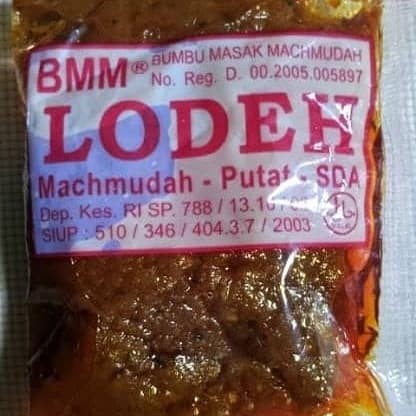 BMM® BUMBU MASAK MACHMUDAH
No. Reg. D. 00.2005.005897
LODEH
Machmudah - Putat - SDA
Dep. Kes. RI SP. 788 / 13.16 /
SIUP : 510 / 346 / 404.3.7 / 2003